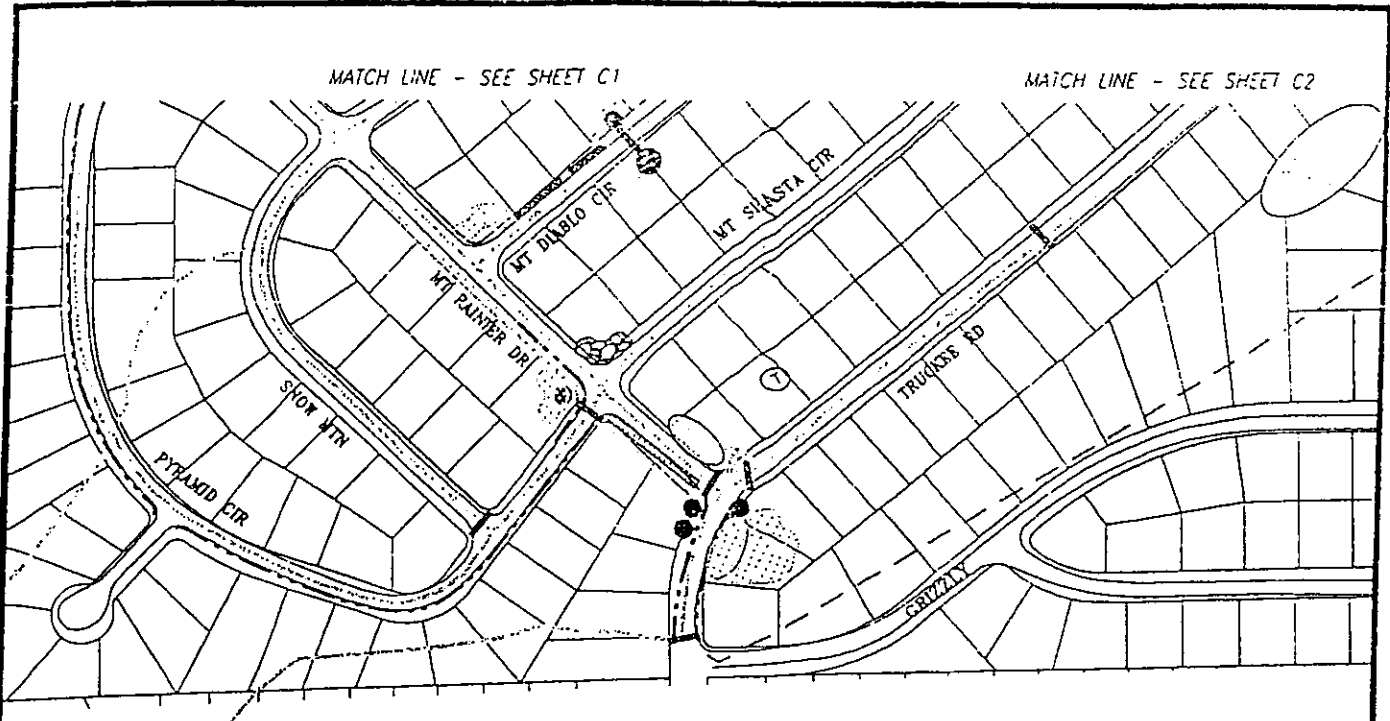 MATCH LINE - SEE SHEET C1
MATCH LINE - SEE SHEET C2
MT DIABLO CIR
MT SHASTA CIR
MT RAINIER DR
TRUCKEE RD
SNOW MTN
PYRAMID CIR
GRIZZLY
T